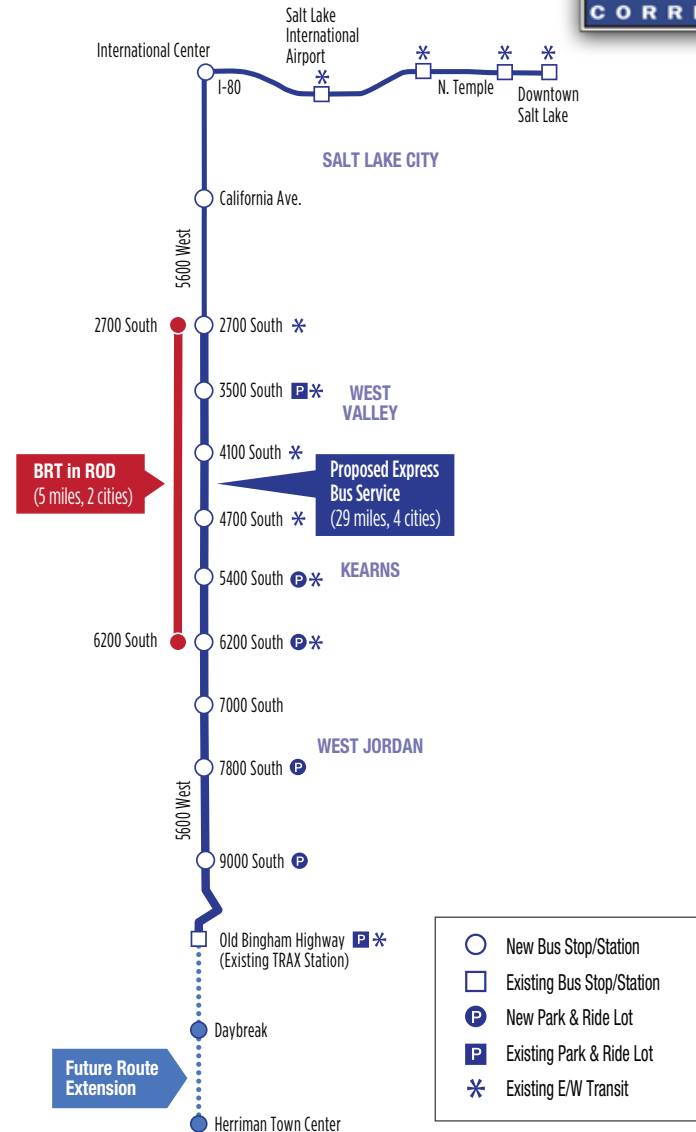 CORR
Salt Lake
International
Airport
International Center
I-80
N. Temple
Downtown
Salt Lake
SALT LAKE CITY
California Ave.
5600 West
2700 South
2700 South
3500 South P
WEST
VALLEY
4100 South
BRT in ROD
(5 miles, 2 cities)
Proposed Express
Bus Service
(29 miles, 4 cities)
4700 South
5400 South P
KEARNS
6200 South
6200 South P
7000 South
WEST JORDAN
7800 South P
5600 West
9000 South P
Old Bingham Highway P
(Existing TRAX Station)
Daybreak
Future Route
Extension
Herriman Town Center
New Bus Stop/Station
Existing Bus Stop/Station
P New Park & Ride Lot
P Existing Park & Ride Lot
Existing E/W Transit